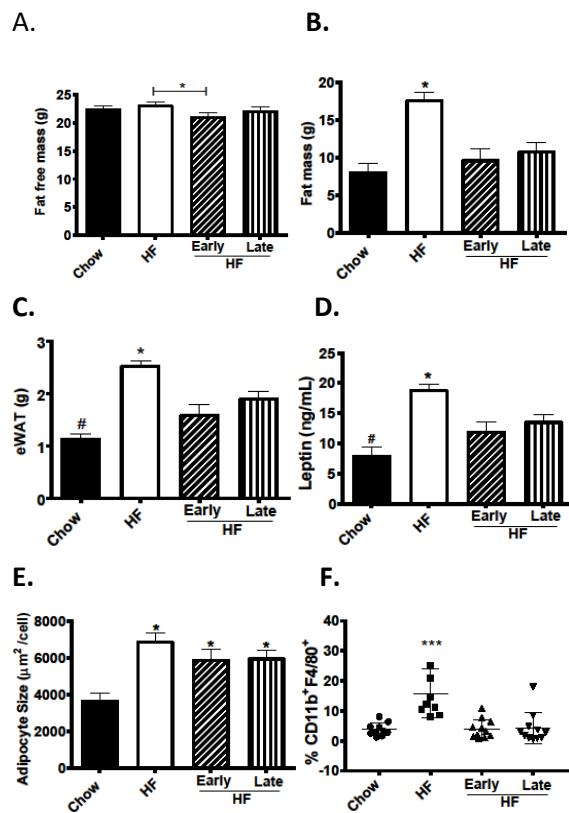 A.
Fat free mass (g)
25
20
15
10
5
0
*
Chow
HF
Early
Late
HF
B.
Fat mass (g)
20
15
10
5
0
*
Chow
HF
Early
Late
HF
C.
eWAT (g)
3
2
1
0
#
*
Chow
HF
Early
Late
HF
D.
Leptin (ng/mL)
25
20
15
10
5
0
#
*
Chow
HF
Early
Late
HF
E.
Adipocyte Size (µm² /cell)
8000
6000
4000
2000
0
*
*
*
Chow
HF
Early
Late
HF
F.
% CD11b⁺F4/80⁺
40
30
20
10
0
-10
***
Chow
HF
Early
Late
HF